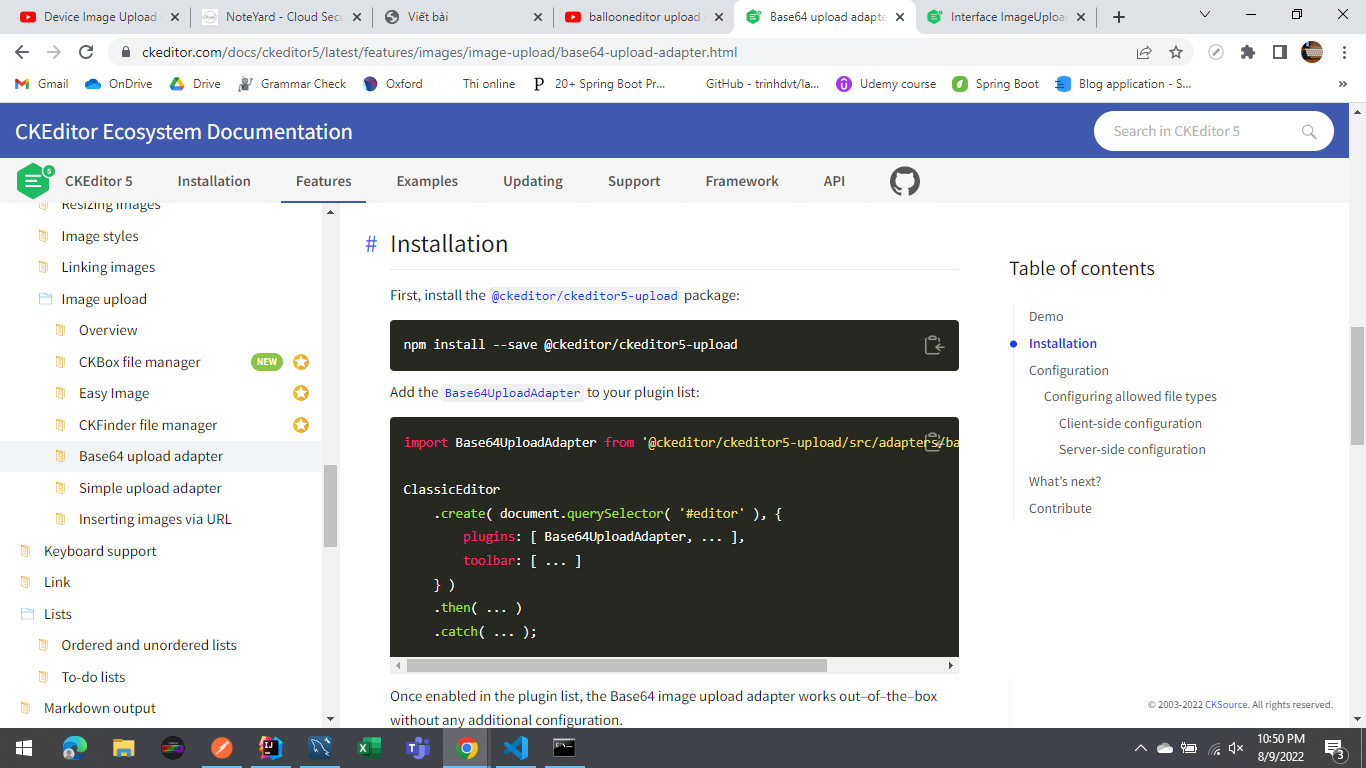 Device Image Upload
NoteYard - Cloud Secu
Viết bài
ballooneditor upload
Base64 upload adapte
Interface ImageUploa
ckeditor.com/docs/ckeditor5/latest/features/images/image-upload/base64-upload-adapter.html
Gmail
OnDrive
Drive
Grammar Check
Oxford
Thi online
20+ Spring Boot Pr...
GitHub - trinhdvt/la...
Udemy course
Spring Boot
Blog application - S...
»
CKEditor Ecosystem Documentation
Search in CKEditor 5
5
CKEditor 5
Installation
Features
Examples
Updating
Support
Framework
API
Resizing images
Image styles
Linking images
Image upload
Overview
CKBox file manager
NEW
Easy Image
CKFinder file manager
Base64 upload adapter
Simple upload adapter
Inserting images via URL
Keyboard support
Link
Lists
Ordered and unordered lists
To-do lists
Markdown output
# Installation
First, install the @ckeditor/ckeditor5-upload package:
npm install --save @ckeditor/ckeditor5-upload
Add the Base64UploadAdapter to your plugin list:
import Base64UploadAdapter from '@ckeditor/ckeditor5-upload/src/adapters/ba
ClassicEditor
.create( document.querySelector( '#editor' ), {
plugins: [ Base64UploadAdapter, ... ],
toolbar: [ ... ]
} )
.then( ... )
.catch( ... );
Once enabled in the plugin list, the Base64 image upload adapter works out-of-the-box
without any additional configuration.
Table of contents
Demo
Installation
Configuration
Configuring allowed file types
Client-side configuration
Server-side configuration
What's next?
Contribute
© 2003-2022 CKSource. All rights reserved.
10:50 PM
8/9/2022
3